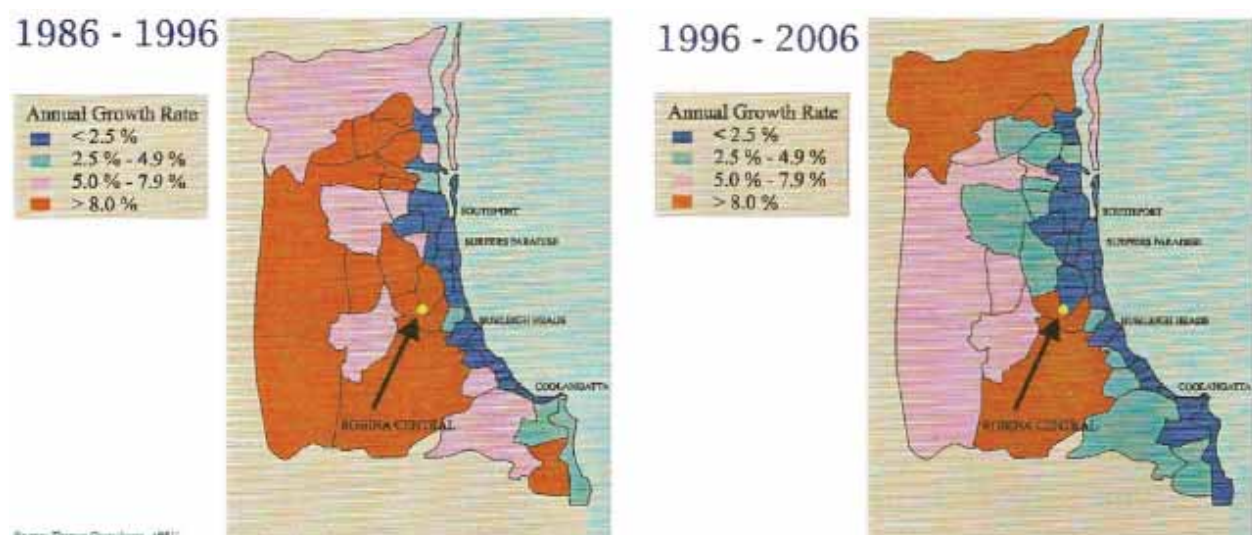 1986 - 1996
Annual Growth Rate
< 2.5 %
2.5 % - 4.9 %
5.0 % - 7.9 %
> 8.0 %
SOUTHPORT
SURFERS PARADISE
BURLEIGH HEADS
COOLANGATTA
ROBINA CENTRAL
1996 - 2006
Annual Growth Rate
< 2.5 %
2.5 % - 4.9 %
5.0 % - 7.9 %
> 8.0 %
SOUTHPORT
SURFERS PARADISE
BURLEIGH HEADS
COOLANGATTA
ROBINA CENTRAL